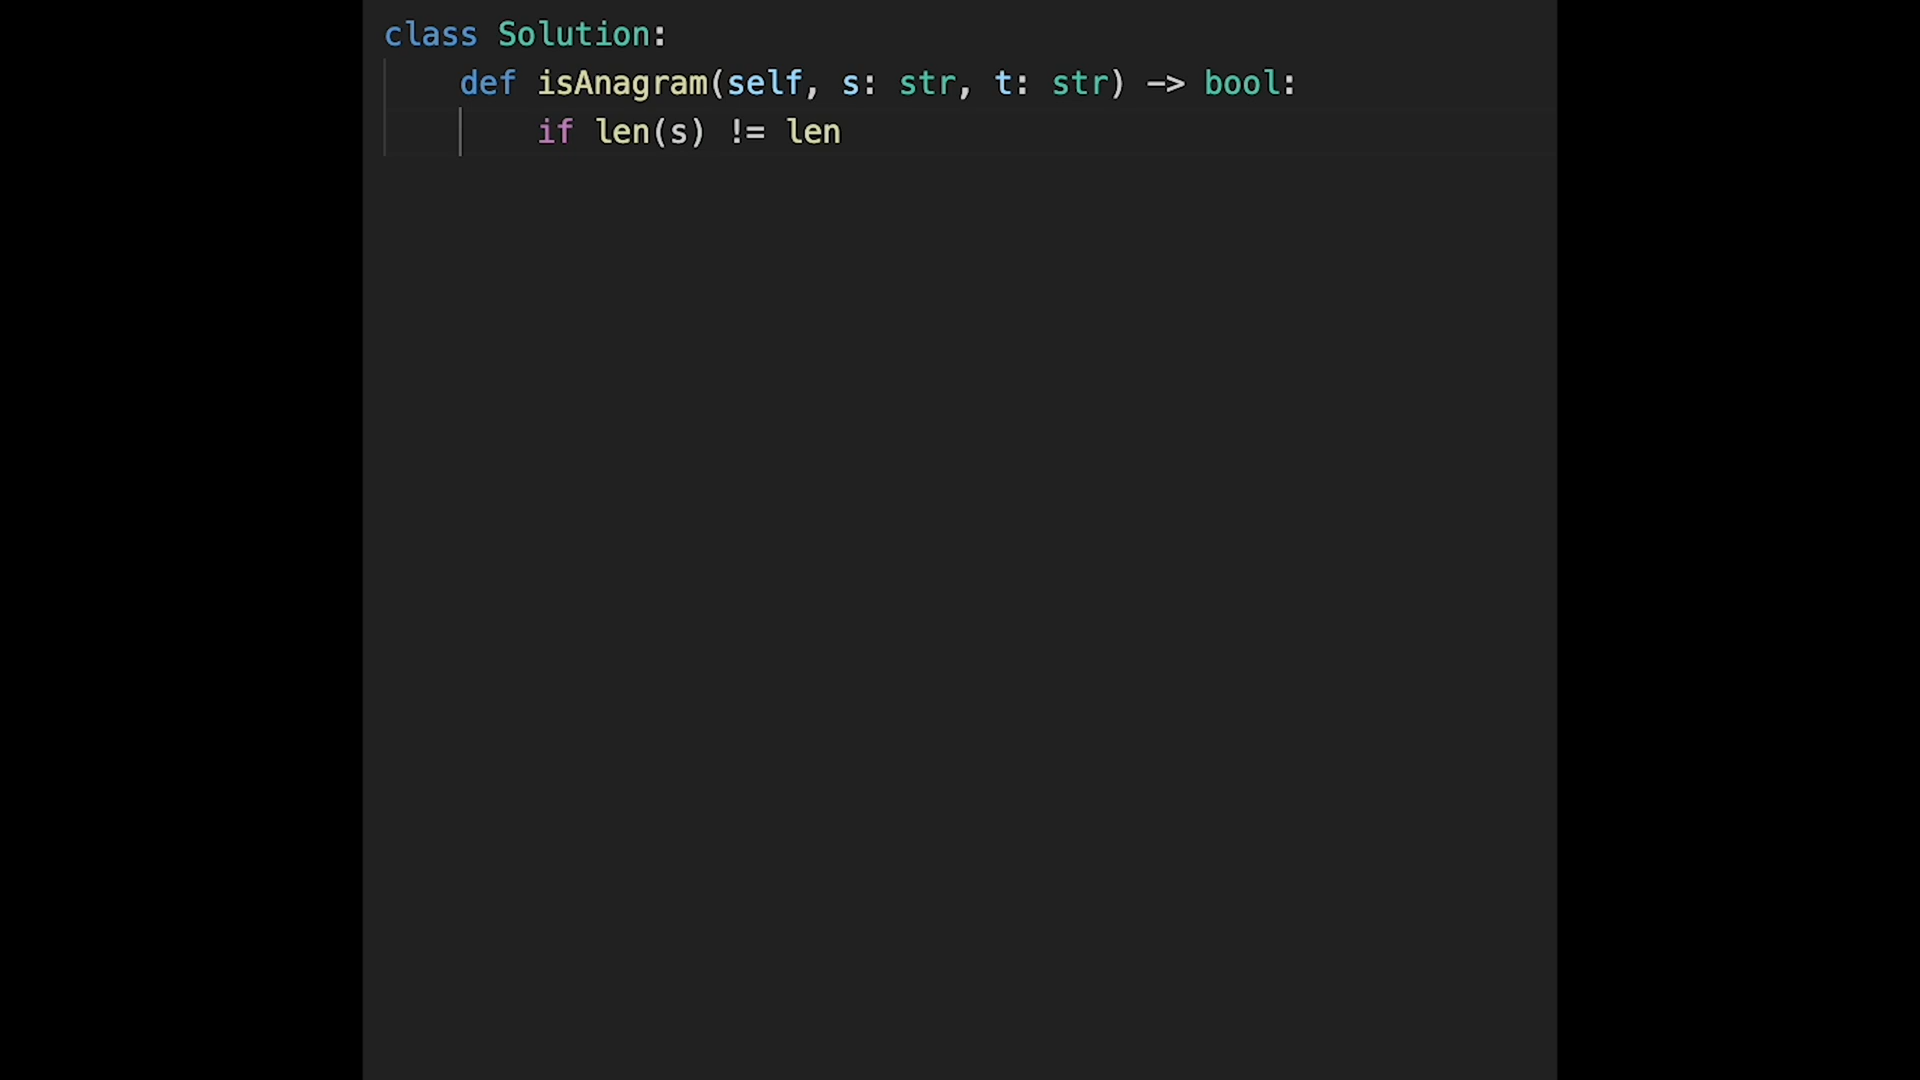 class Solution:
    def isAnagram(self, s: str, t: str) -> bool:
        if len(s) != len